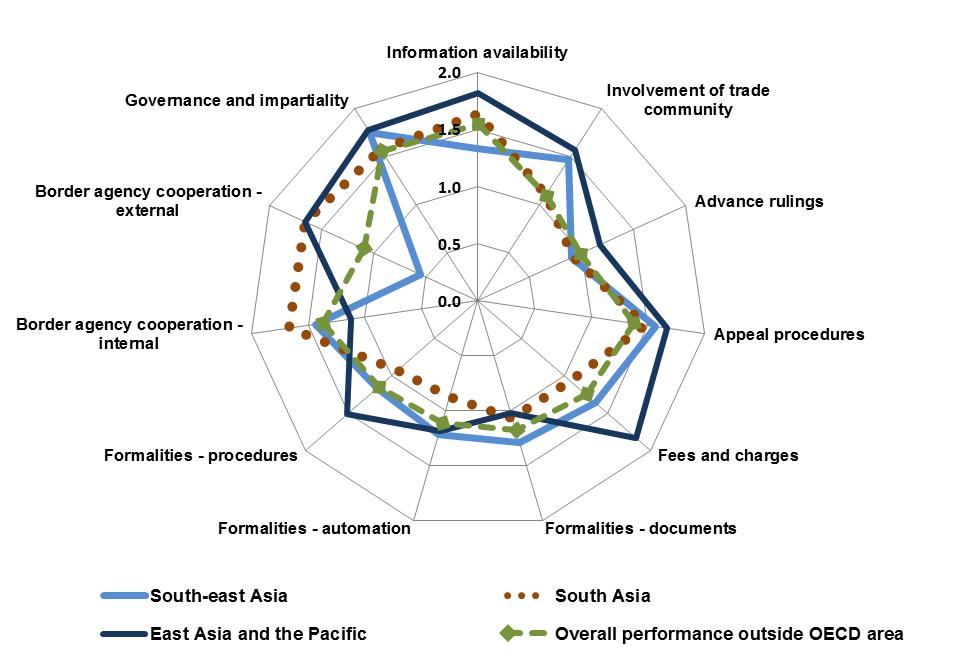 Information availability
2.0
Involvement of trade
community
Governance and impartiality
1.5
Border agency cooperation -
external
1.0
Advance rulings
0.5
0.0
Border agency cooperation -
internal
Appeal procedures
Formalities - procedures
Fees and charges
Formalities - automation
Formalities - documents
South-east Asia
South Asia
East Asia and the Pacific
Overall performance outside OECD area